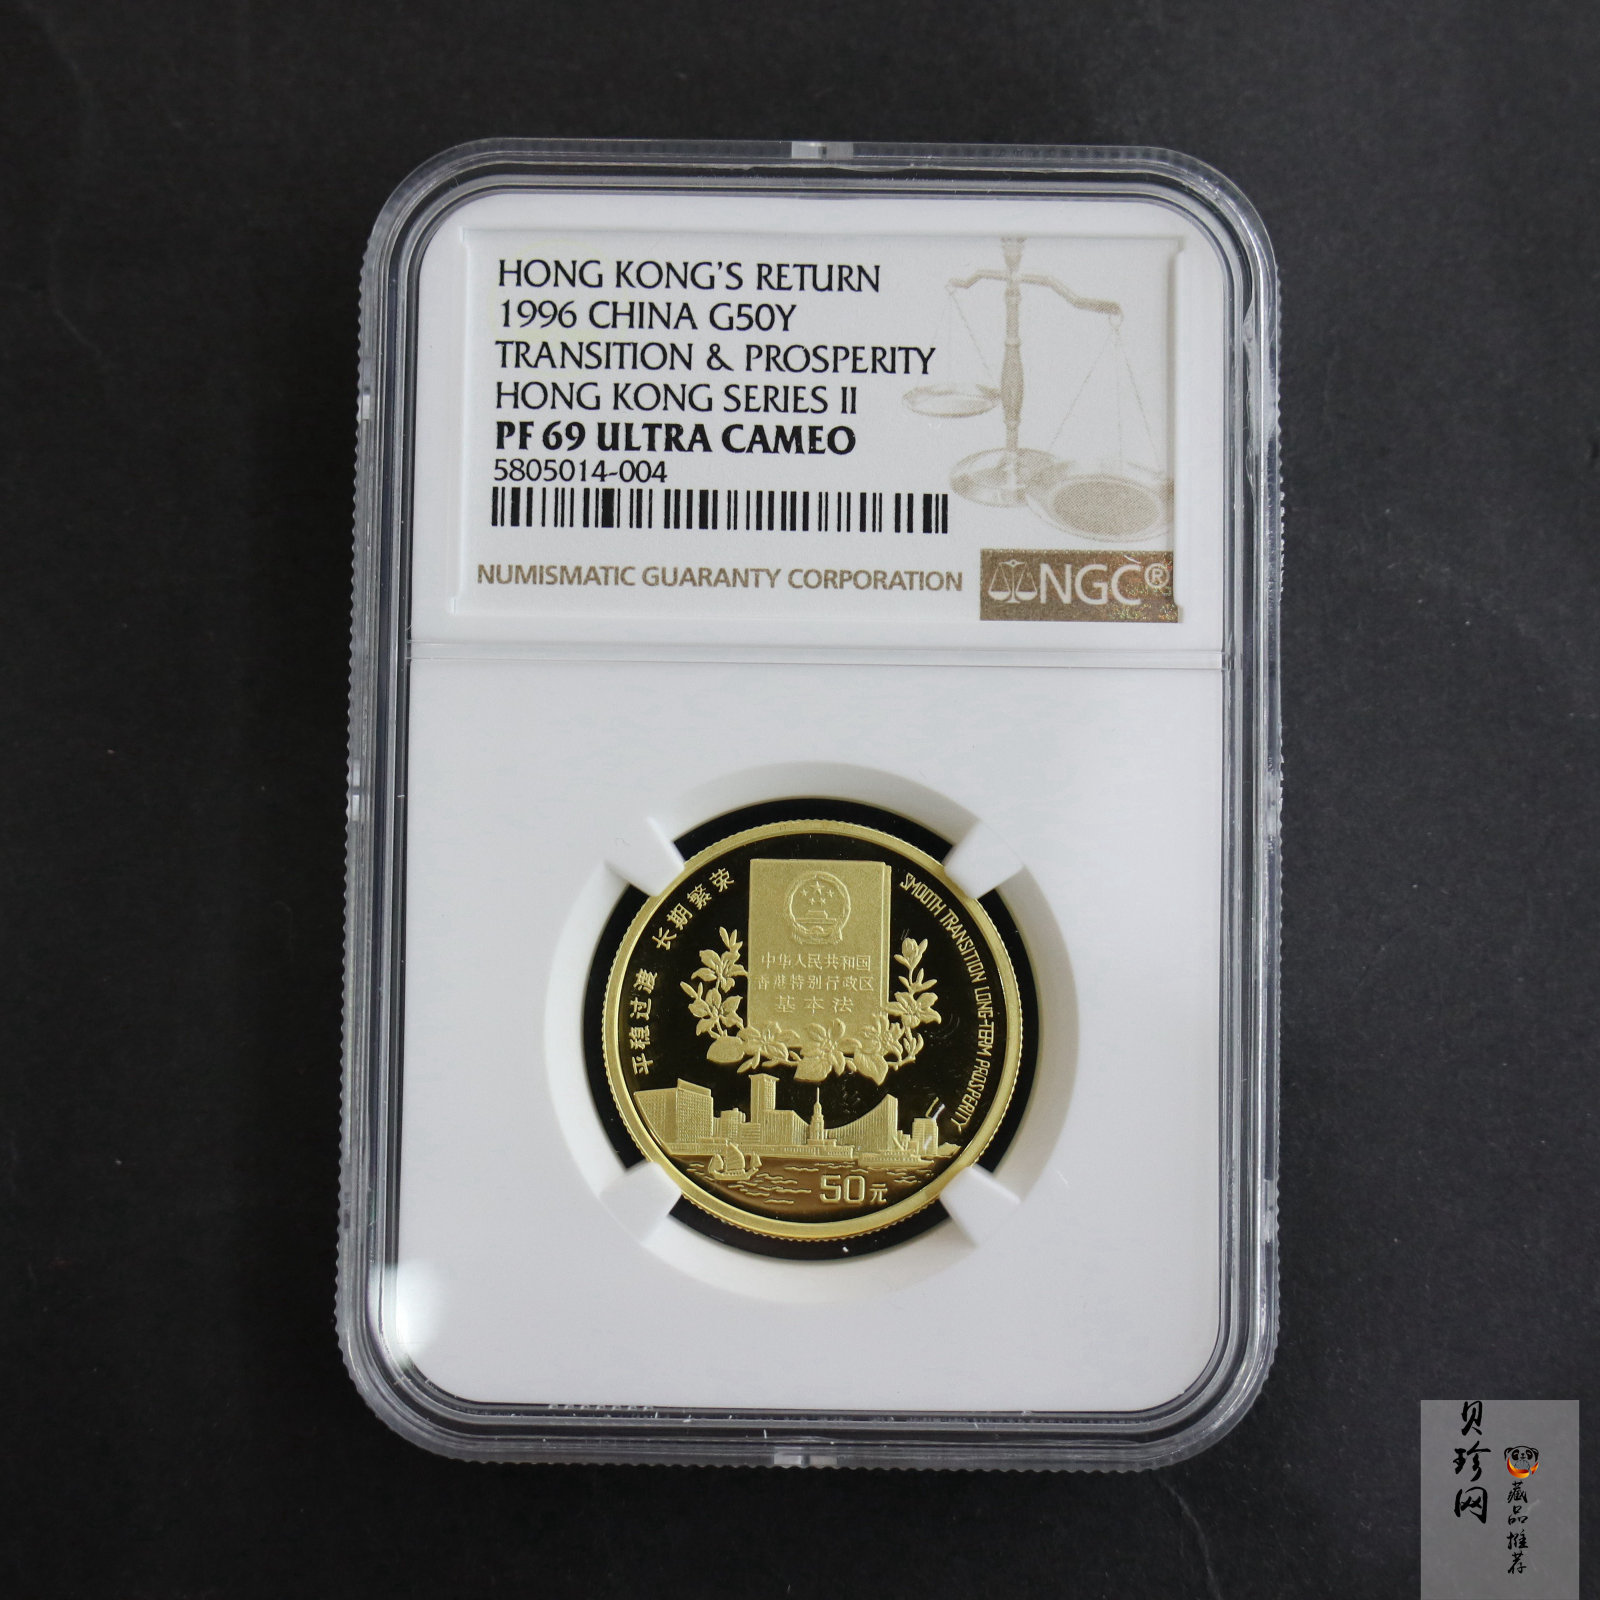 HONG KONG'S RETURN
1996 CHINA G50Y
TRANSITION & PROSPERITY
HONG KONG SERIES II
PF 69 ULTRA CAMEO
5805014-004
NUMISMATIC GUARANTY CORPORATION
NGC®
平稳过渡 长期繁荣
SMOOTH TRANSITION LONG-TERM PROSPERITY
中华人民共和国
香港特别行政区
基本法
50元
贝珍网
藏品推荐